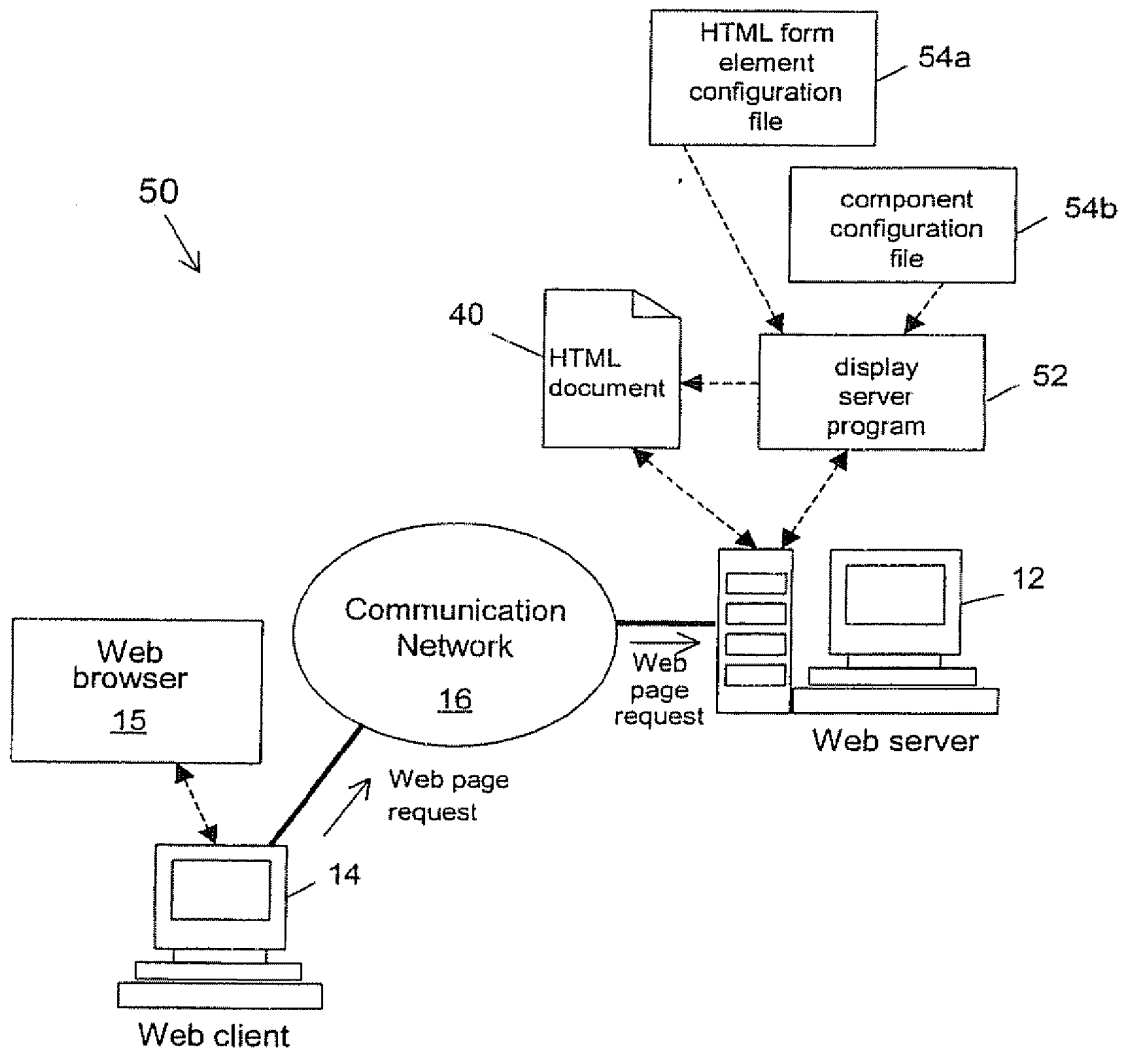 HTML form
element
configuration
file
54a
component
configuration
file
54b
50
40
HTML
document
display
server
program
52
12
Communication
Network
16
Web
page
request
Web server
Web
browser
15
Web page
request
14
Web client